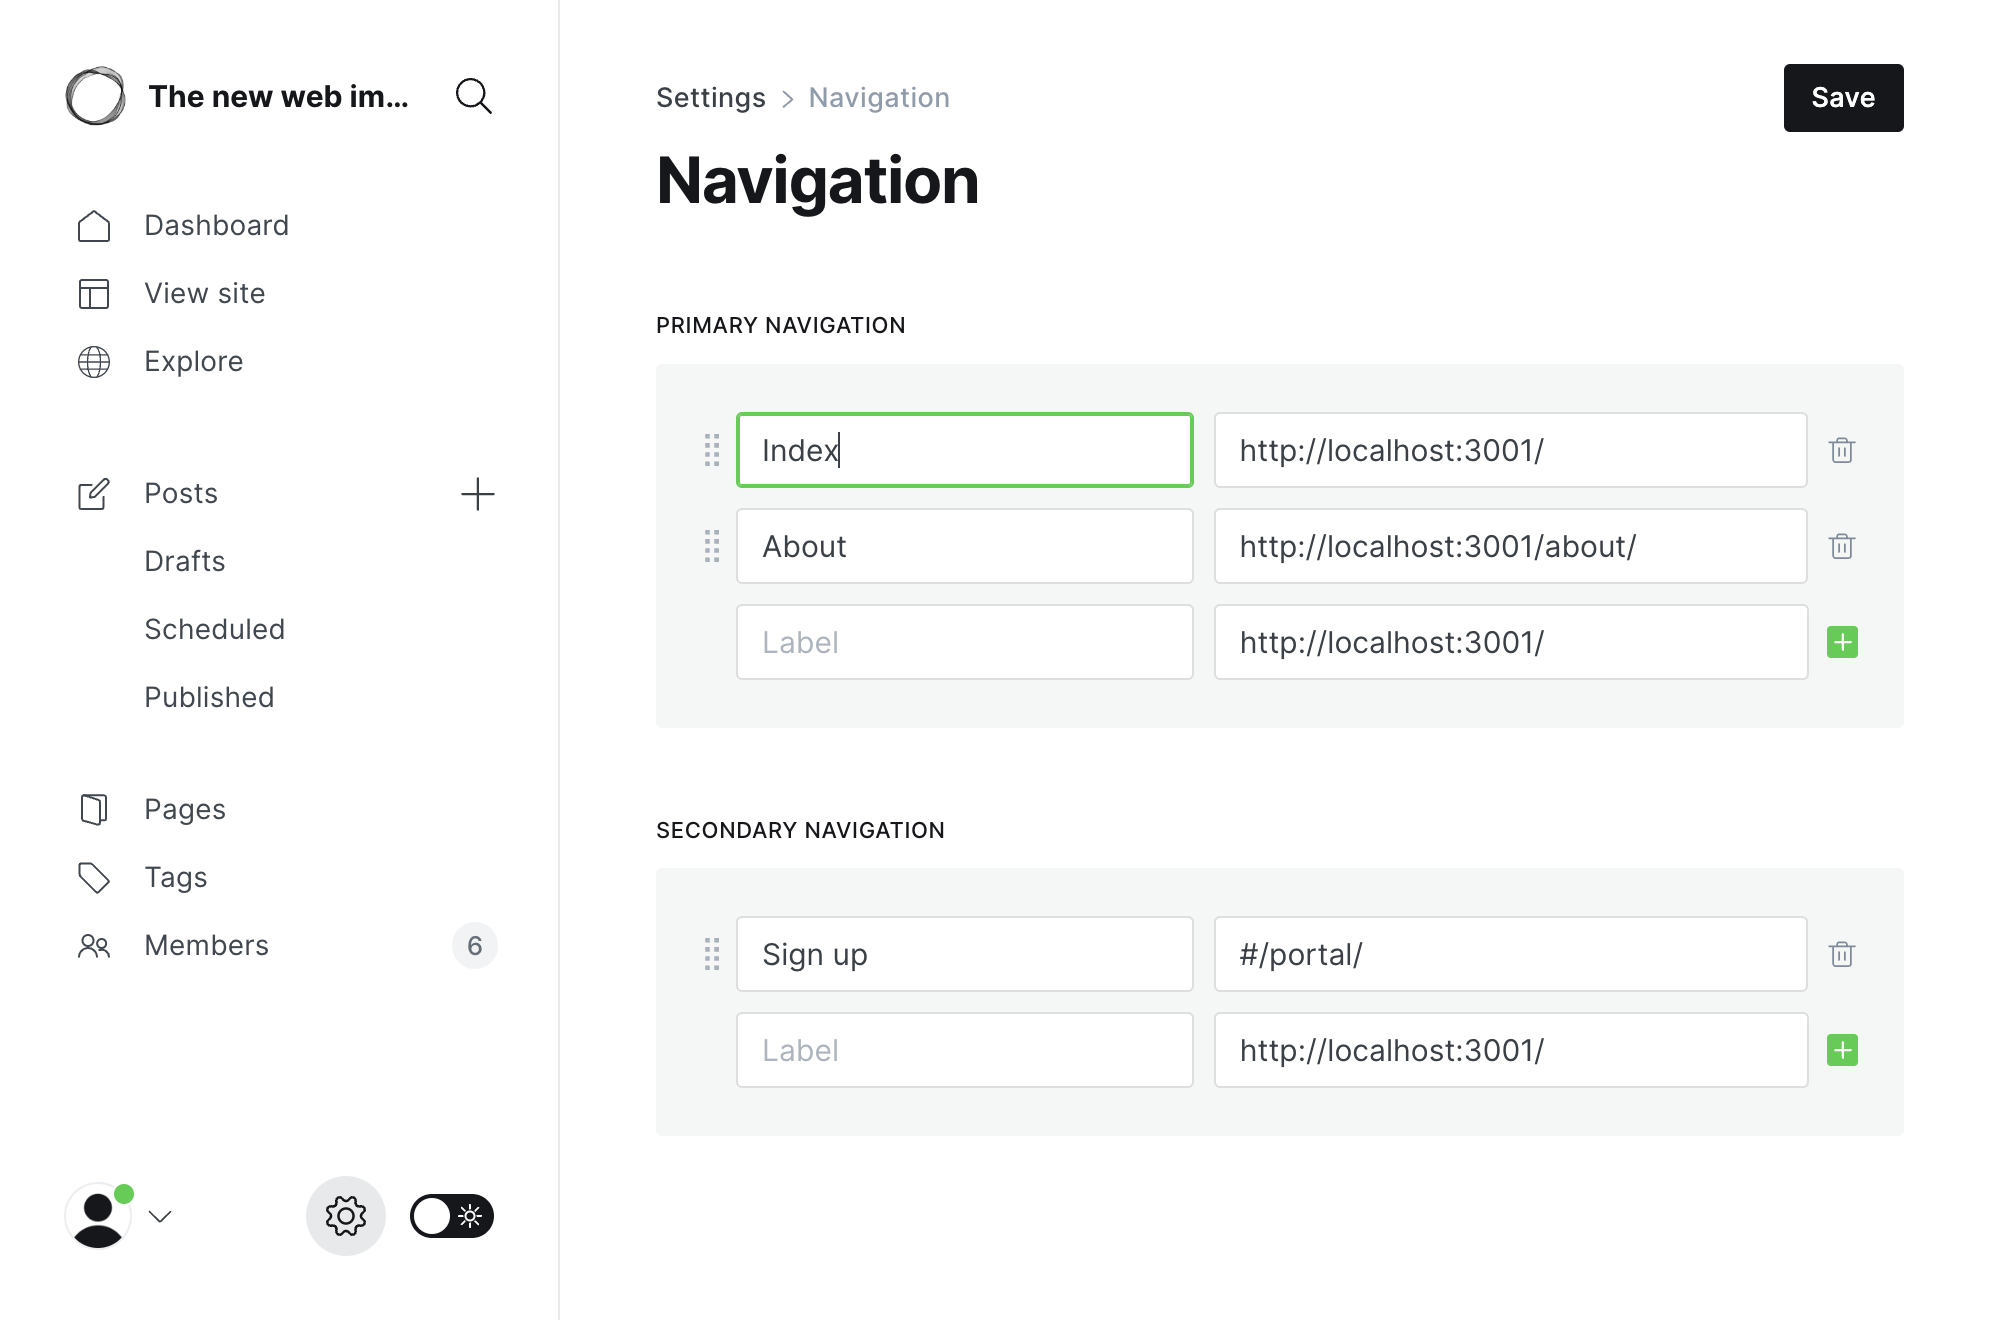 The new web im...
Dashboard
View site
Explore
Posts
Drafts
Scheduled
Published
Pages
Tags
Members 6
Settings > Navigation
Save
Navigation
PRIMARY NAVIGATION
Index http://localhost:3001/
About http://localhost:3001/about/
Label http://localhost:3001/
SECONDARY NAVIGATION
Sign up #/portal/
Label http://localhost:3001/